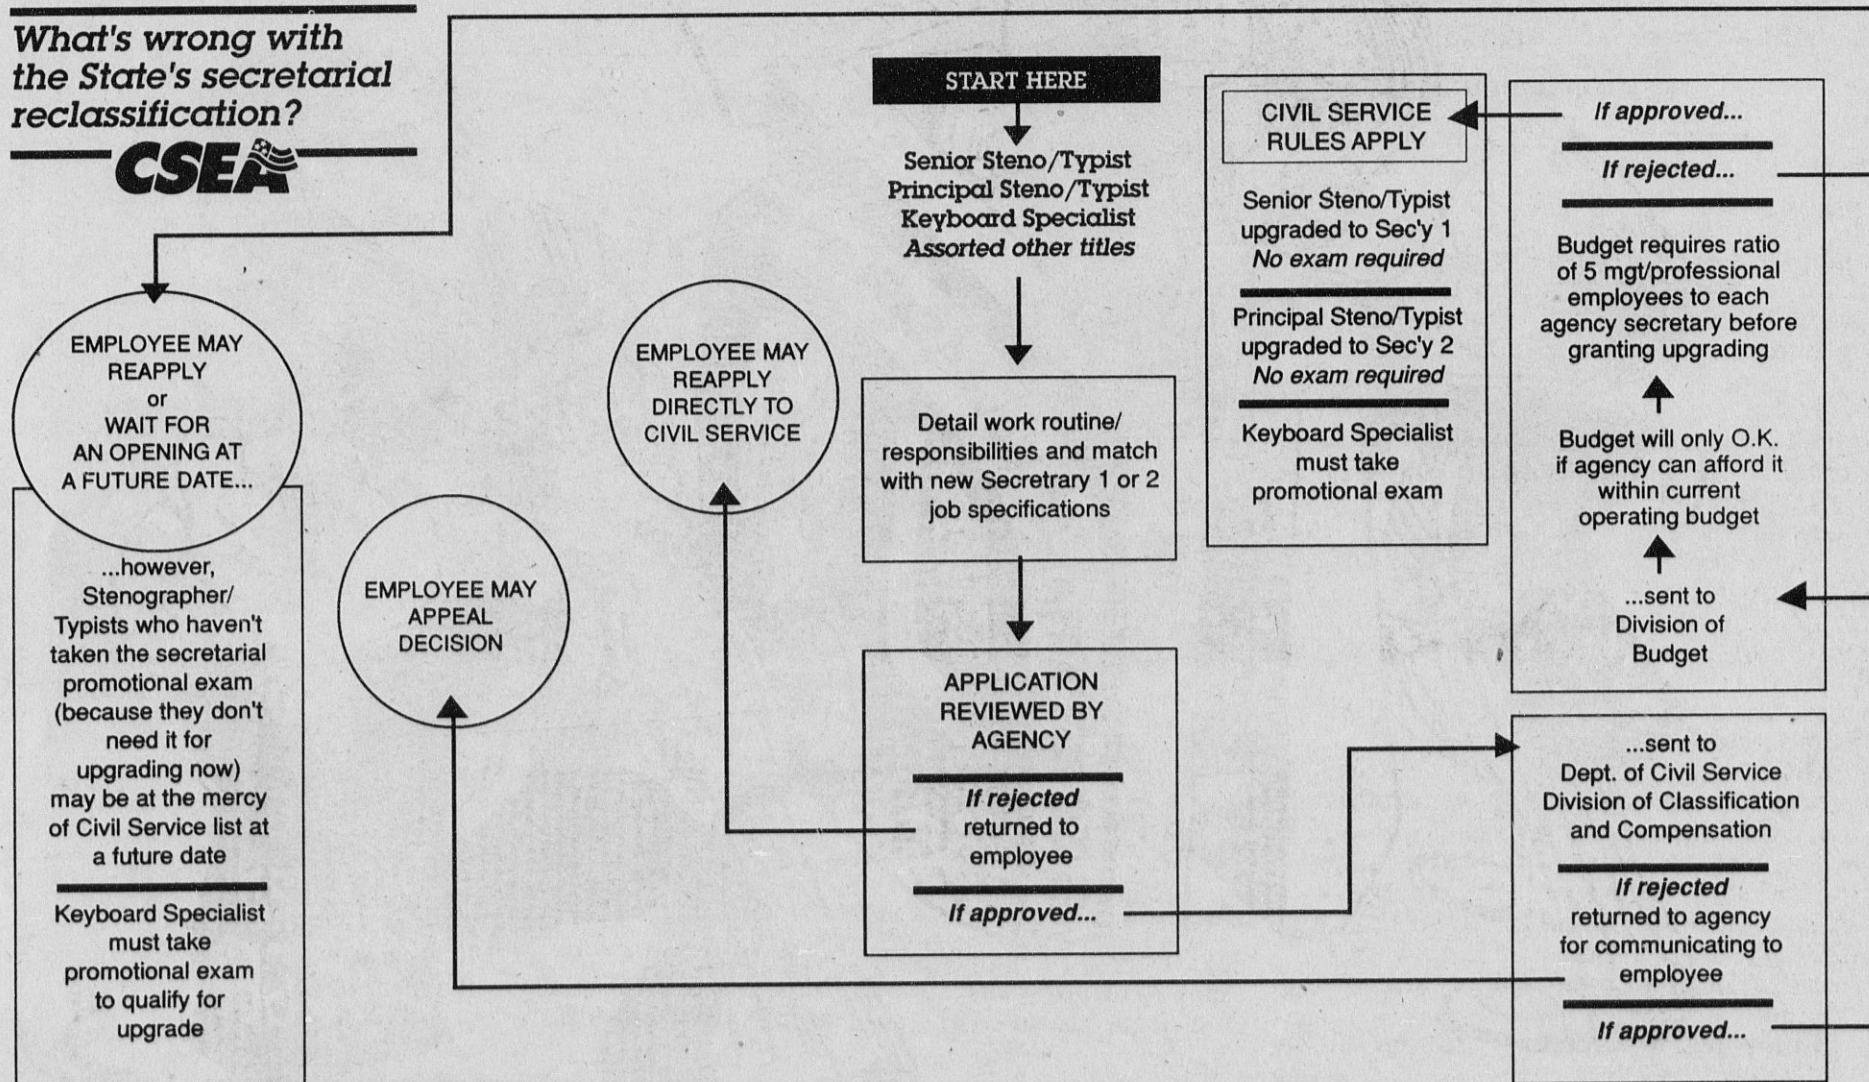 What's wrong with
the State's secretarial
reclassification?
CSEA
START HERE
Senior Steno/Typist
Principal Steno/Typist
Keyboard Specialist
Assorted other titles
Detail work routine/
responsibilities and match
with new Secretrary 1 or 2
job specifications
APPLICATION
REVIEWED BY
AGENCY
If rejected
returned to
employee
If approved...
EMPLOYEE MAY
REAPPLY
DIRECTLY TO
CIVIL SERVICE
...sent to
Dept. of Civil Service
Division of Classification
and Compensation
If rejected
returned to agency
for communicating to
employee
If approved...
EMPLOYEE MAY
APPEAL
DECISION
...sent to
Division of
Budget
Budget will only O.K.
if agency can afford it
within current
operating budget
Budget requires ratio
of 5 mgt/professional
employees to each
agency secretary before
granting upgrading
If rejected...
If approved...
CIVIL SERVICE
RULES APPLY
Senior Steno/Typist
upgraded to Sec'y 1
No exam required
Principal Steno/Typist
upgraded to Sec'y 2
No exam required
Keyboard Specialist
must take
promotional exam
EMPLOYEE MAY
REAPPLY
or
WAIT FOR
AN OPENING AT
A FUTURE DATE...
...however,
Stenographer/
Typists who haven't
taken the secretarial
promotional exam
(because they don't
need it for
upgrading now)
may be at the mercy
of Civil Service list at
a future date
Keyboard Specialist
must take
promotional exam
to qualify for
upgrade